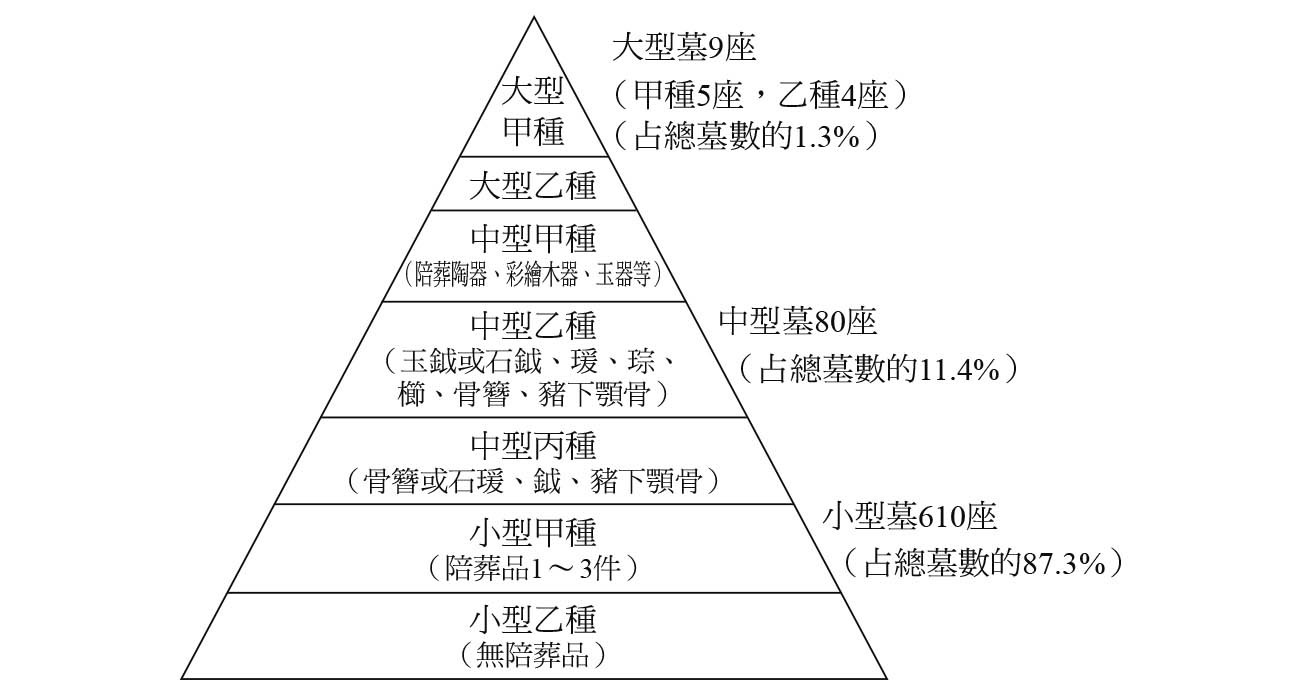 大型
甲種
大型墓9座
（甲種5座，乙種4座）
（占總墓數的1.3%）
大型乙種
中型甲種
（陪葬陶器、彩繪木器、玉器等）
中型乙種
（玉鉞或石鉞、瑗、琮、
櫛、骨簪、豬下顎骨）
中型墓80座
（占總墓數的11.4%）
中型丙種
（骨簪或石瑗、鉞、豬下顎骨）
小型甲種
（陪葬品1～3件）
小型墓610座
（占總墓數的87.3%）
小型乙種
（無陪葬品）